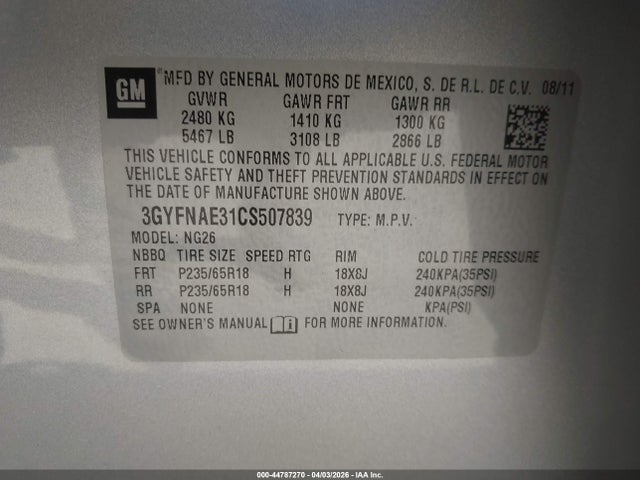 GM
MFD BY GENERAL MOTORS DE MEXICO, S. DE R.L. DE C.V. 08/11
GVWR GAWR FRT GAWR RR
2480 KG 1410 KG 1300 KG
5467 LB 3108 LB 2866 LB
THIS VEHICLE CONFORMS TO ALL APPLICABLE U.S. FEDERAL MOTOR
VEHICLE SAFETY AND THEFT PREVENTION STANDARDS IN EFFECT ON
THE DATE OF MANUFACTURE SHOWN ABOVE.
3GYFNAE31CS507839 TYPE: M.P.V.
MODEL: NG26
NBBQ TIRE SIZE SPEED RTG RIM COLD TIRE PRESSURE
FRT P235/65R18 H 18X8J 240KPA(35PSI)
RR P235/65R18 H 18X8J 240KPA(35PSI)
SPA NONE NONE KPA(PSI)
SEE OWNER'S MANUAL FOR MORE INFORMATION.
000-44787270 - 04/03/2026 - IAA Inc.